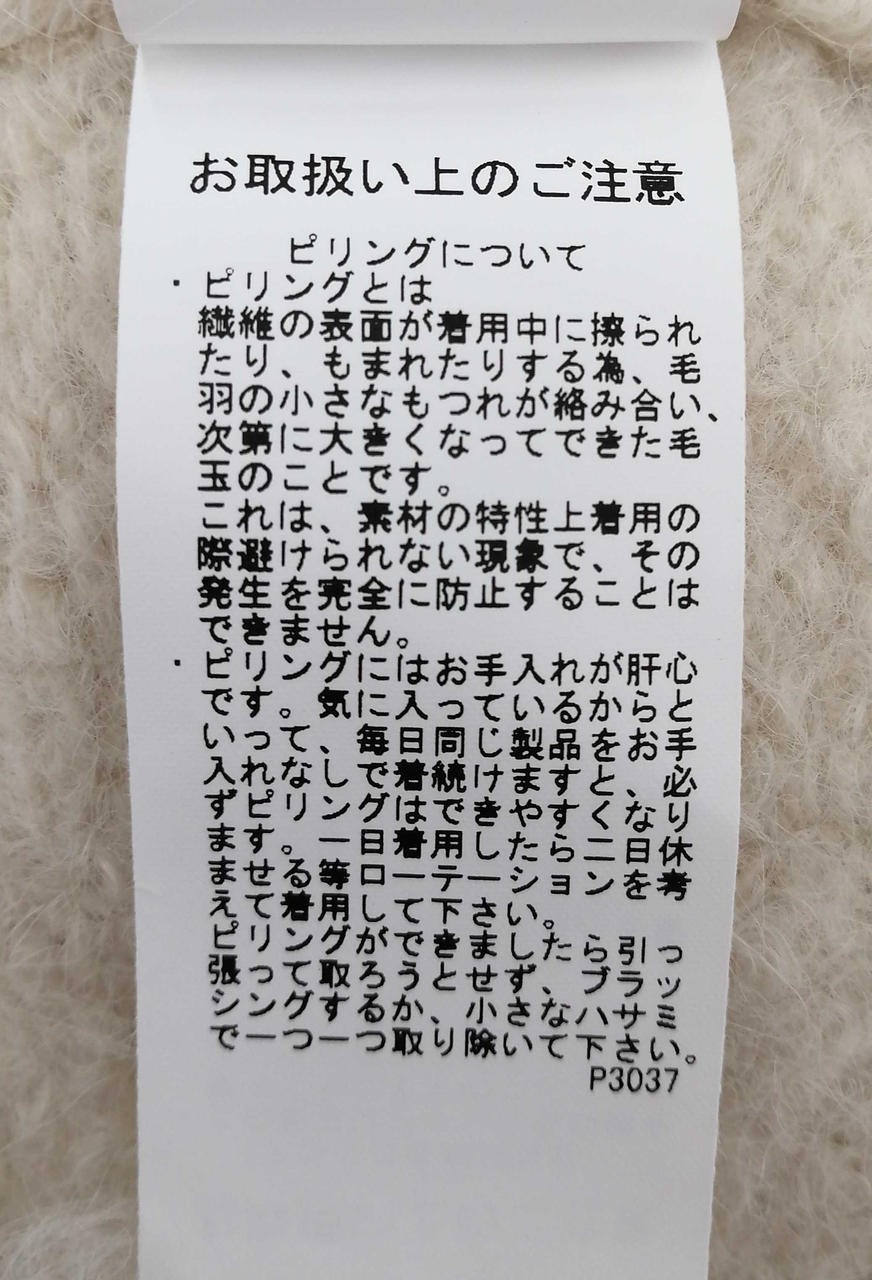 お取扱い上のご注意
ピリングについて
・ピリングとは
繊維の表面が着用中に擦られ
たり、もまれたりする為、毛
羽の小さなもつれが絡み合い、
次第に大きくなってできた毛
玉のことです。
これは、素材の特性上着用の
際避けられない現象で、その
発生を完全に防止することは
できません。
・ピリングにはお手入れが肝心
です。気に入っているからと
いって、毎日同じ製品をお手
入れなしで着続けますと、必
ずピリングはできやすくなり
ます。一日着用したら二日休
ませる等ローテーションを考
えて着用して下さい。
ピリングができましたら引っ
張って取ろうとせず、ブラッ
シングするか、小さなハサミ
で一つ一つ取り除いて下さい。
P3037